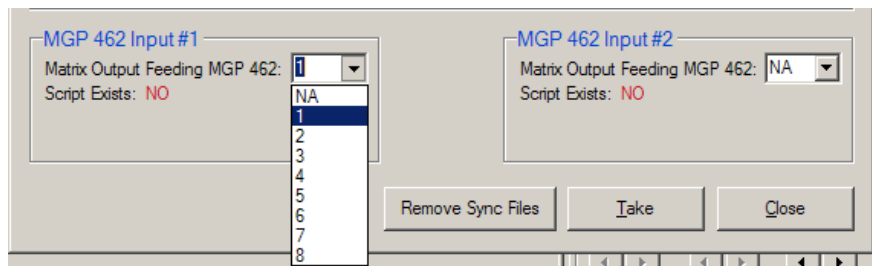 MGP 462 Input #1
Matrix Output Feeding MGP 462: 1
Script Exists: NO
NA
1
2
3
4
5
6
7
8
MGP 462 Input #2
Matrix Output Feeding MGP 462: NA
Script Exists: NO
Remove Sync Files
Take
Close